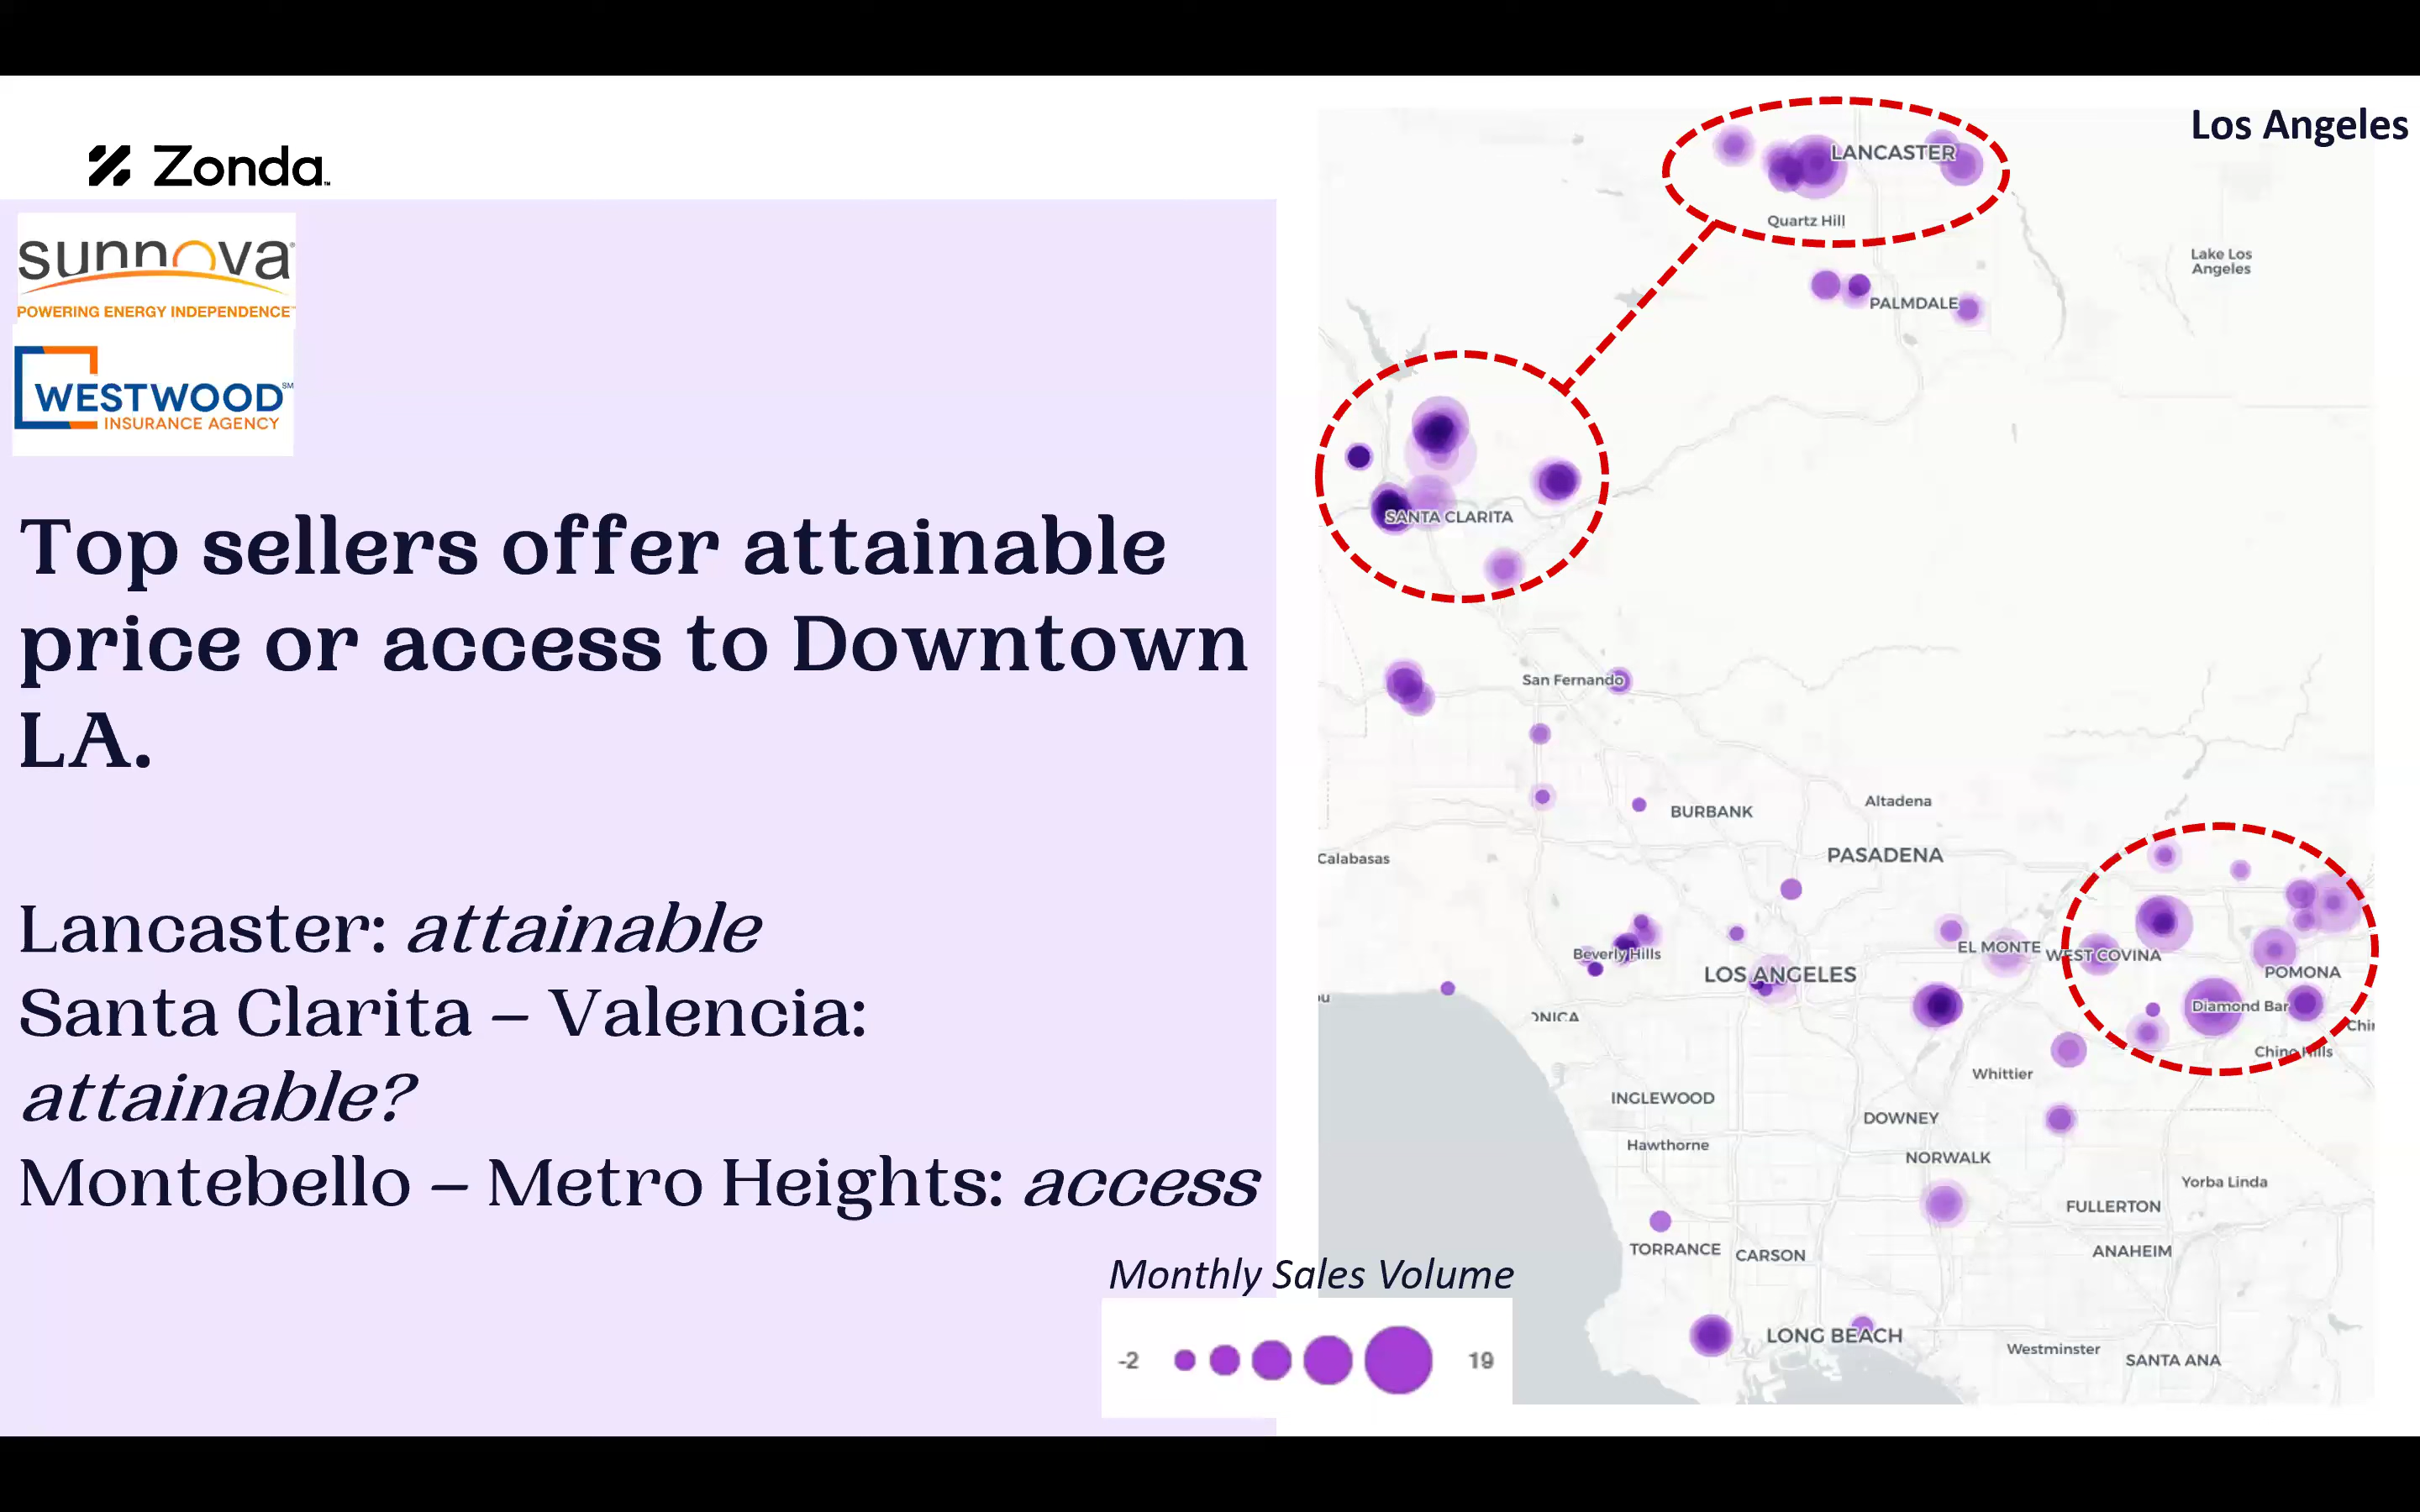 Los Angeles
Zonda™
sunnova®
POWERING ENERGY INDEPENDENCE™
WESTWOOD℠
INSURANCE AGENCY
Top sellers offer attainable
price or access to Downtown
LA.
Lancaster: attainable
Santa Clarita – Valencia:
attainable?
Montebello – Metro Heights: access
Monthly Sales Volume
-2
19
LANCASTER
Quartz Hill
Lake Los
Angeles
PALMDALE
SANTA CLARITA
San Fernando
BURBANK
Altadena
PASADENA
Calabasas
Beverly Hills
LOS ANGELES
EL MONTE
WEST COVINA
POMONA
Diamond Bar
Chino Hills
Whittier
INGLEWOOD
DOWNEY
Hawthorne
NORWALK
Yorba Linda
FULLERTON
TORRANCE
CARSON
ANAHEIM
LONG BEACH
Westminster
SANTA ANA